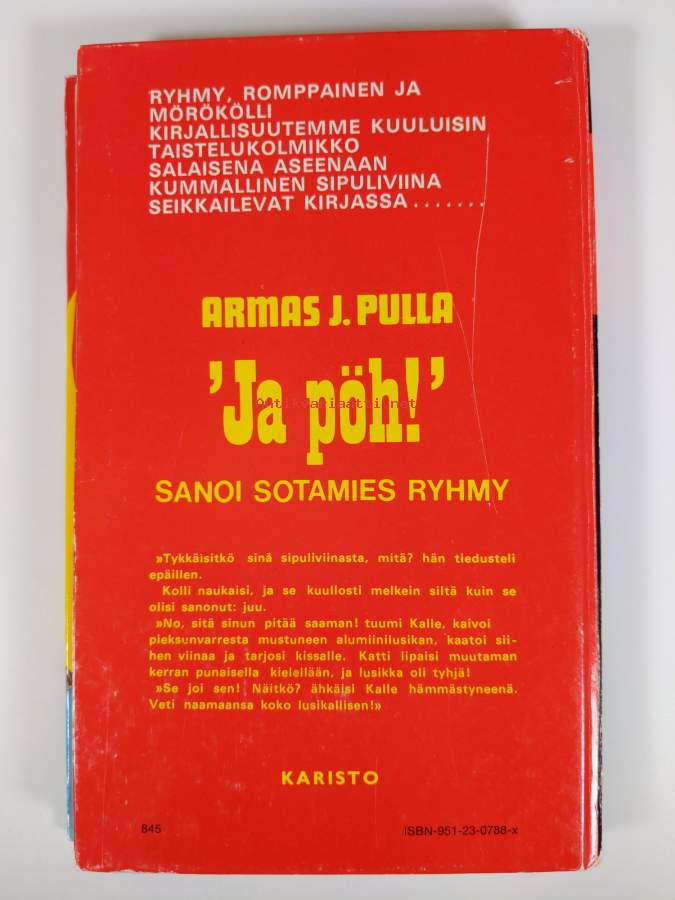 RYHMY, ROMPPAINEN JA
MÖRÖKÖLLI
KIRJALLISUUTEMME KUULUISIN
TAISTELUKOLMIKKO
SALAISENA ASEENAAN
KUMMALLINEN SIPULIVIINA
SEIKKAILEVAT KIRJASSA.......
ARMAS J. PULLA
'Ja pöh!'
Antikvariaatti.net
SANOI SOTAMIES RYHMY
»Tykkäisitkö sinä sipuliviinasta, mitä? hän tiedusteli
epäillen.
Kolli naukaisi, ja se kuullosti melkein siltä kuin se
olisi sanonut: juu.
»No, sitä sinun pitää saaman! tuumi Kalle, kaivoi
pieksunvarresta mustuneen alumiinilusikan, kaatoi sii-
hen viinaa ja tarjosi kissalle. Katti lipaisi muutaman
kerran punaisella kielellään, ja lusikka oli tyhjä!
»Se joi sen! Näitkö? ähkäisi Kalle hämmästyneenä.
Veti naamaansa koko lusikallisen!»
KARISTO
845
ISBN-951-23-0788-x